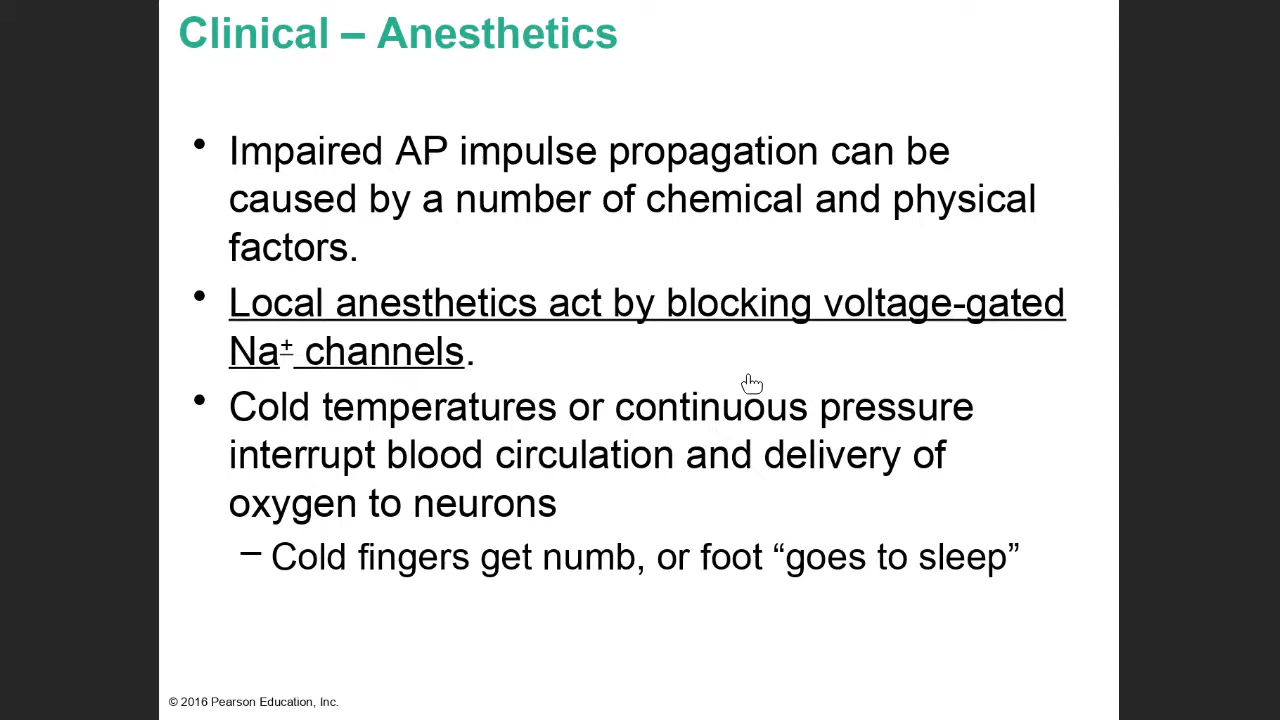 Clinical – Anesthetics
• Impaired AP impulse propagation can be
caused by a number of chemical and physical
factors.
• Local anesthetics act by blocking voltage-gated
Na⁺ channels.
• Cold temperatures or continuous pressure
interrupt blood circulation and delivery of
oxygen to neurons
– Cold fingers get numb, or foot “goes to sleep”
© 2016 Pearson Education, Inc.